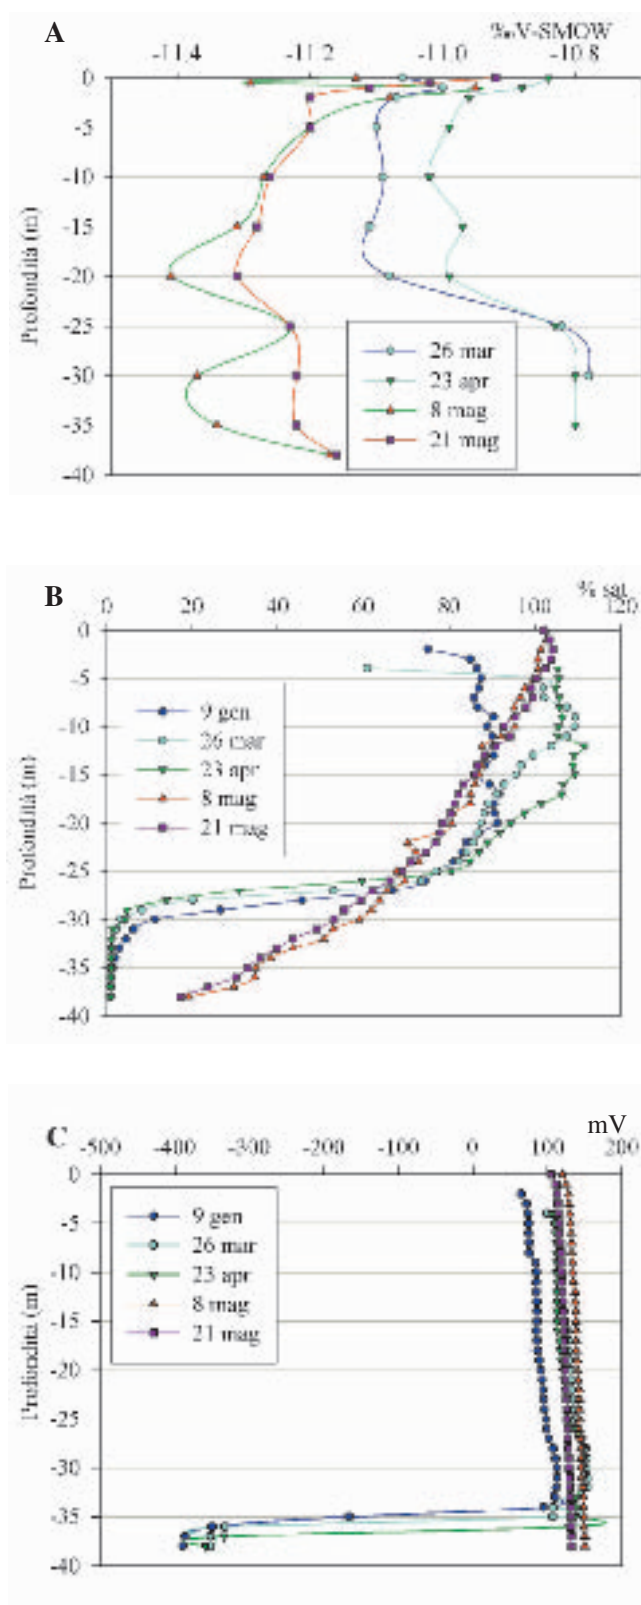 A
‰V-SMOW
-11.4 -11.2 -11.0 -10.8
0
-5
-10
-15
-20
-25
-30
-35
-40
Profondità (m)
26 mar
23 apr
8 mag
21 mag
B
% sat
0 20 40 60 80 100 120
0
-5
-10
-15
-20
-25
-30
-35
-40
Profondità (m)
9 gen
26 mar
23 apr
8 mag
21 mag
C
mV
-500 -400 -300 -200 -100 0 100 200
0
-5
-10
-15
-20
-25
-30
-35
-40
Profondità (m)
9 gen
26 mar
23 apr
8 mag
21 mag